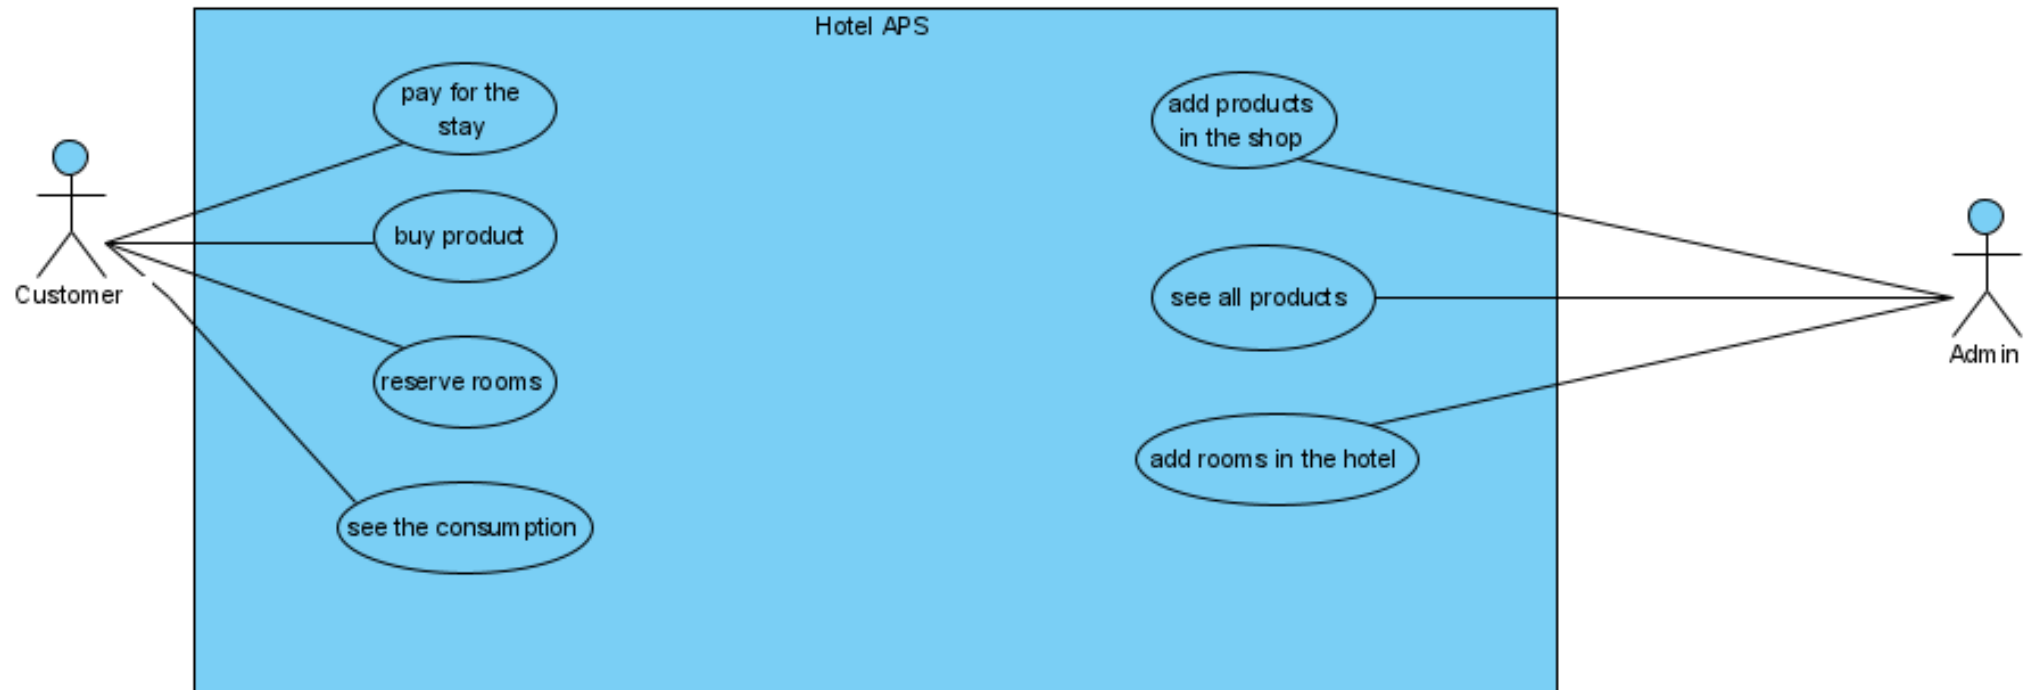 Hotel APS
pay for the
stay
buy product
reserve rooms
see the consumption
Customer
add products
in the shop
see all products
add rooms in the hotel
Admin